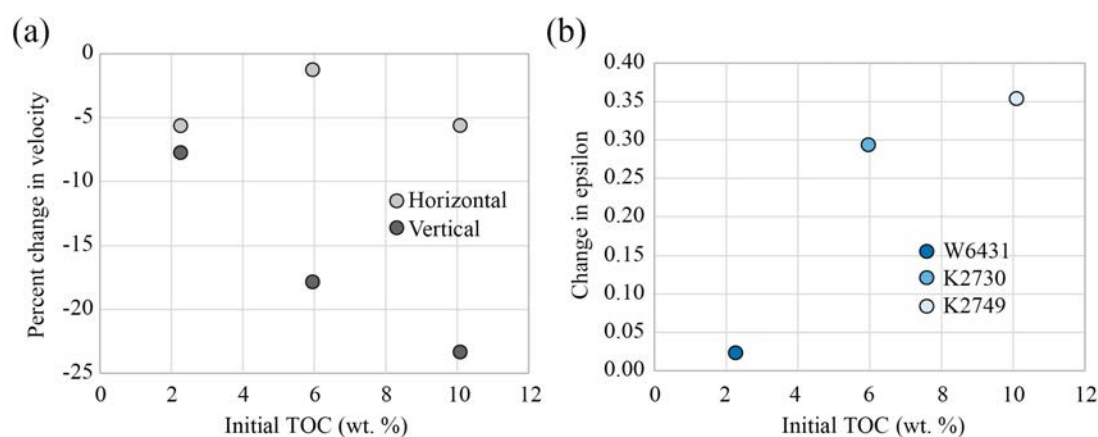 (a)
0
-5
-10
-15
-20
-25
Percent change in velocity
Horizontal
Vertical
0 2 4 6 8 10 12
Initial TOC (wt. %)
(b)
0.40
0.35
0.30
0.25
0.20
0.15
0.10
0.05
0.00
Change in epsilon
W6431
K2730
K2749
0 2 4 6 8 10 12
Initial TOC (wt. %)